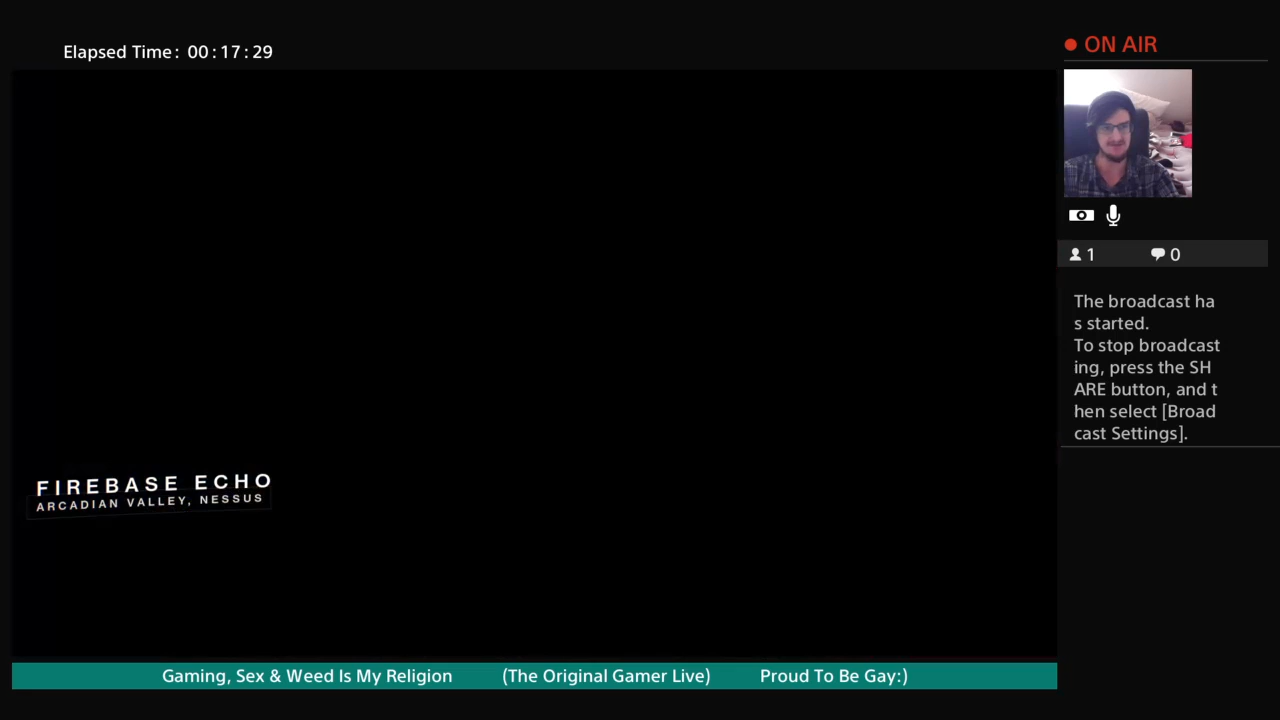 Elapsed Time: 00:17:29
ON AIR
1 0
The broadcast ha
s started.
To stop broadcast
ing, press the SH
ARE button, and t
hen select [Broad
cast Settings].
FIREBASE ECHO
ARCADIAN VALLEY, NESSUS
Gaming, Sex & Weed Is My Religion (The Original Gamer Live) Proud To Be Gay:)